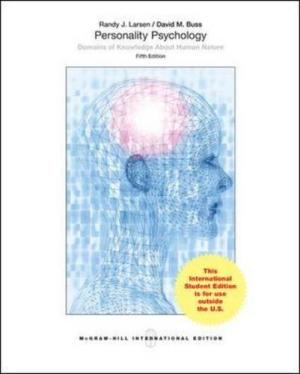 Randy J. Larsen / David M. Buss
Personality Psychology
Domains of Knowledge About Human Nature
Fifth Edition
This
International
Student Edition
is for use
outside
the U.S.
McGRAW-HILL INTERNATIONAL EDITION